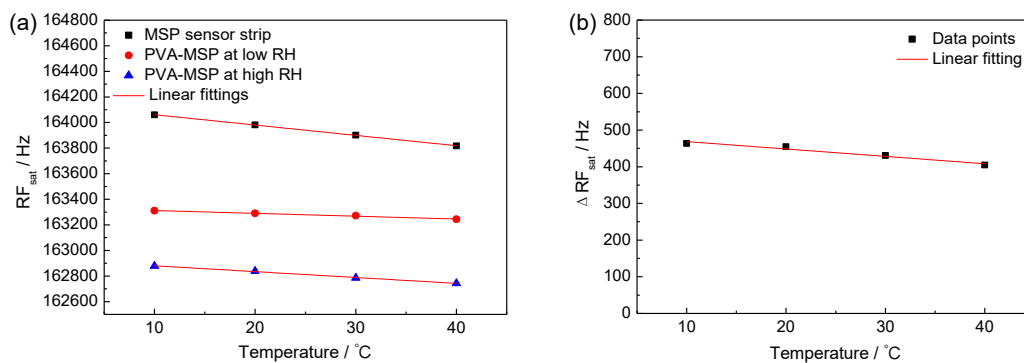 (a)
164800
164600
164400
164200
164000
163800
163600
163400
163200
163000
162800
162600
RF_sat / Hz
MSP sensor strip
PVA-MSP at low RH
PVA-MSP at high RH
Linear fittings
10 20 30 40
Temperature / °C
(b)
800
700
600
500
400
300
200
100
0
Δ RF_sat / Hz
Data points
Linear fitting
10 20 30 40
Temperature / °C